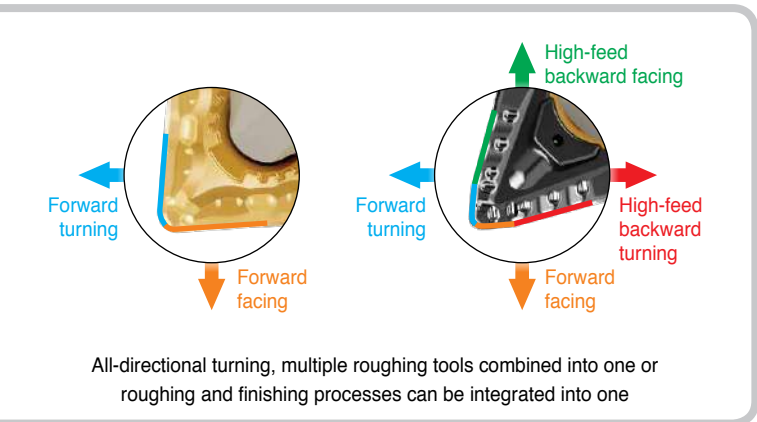 High-feed
backward facing
Forward
turning
Forward
facing
Forward
turning
High-feed
backward
turning
Forward
facing
All-directional turning, multiple roughing tools combined into one or
roughing and finishing processes can be integrated into one